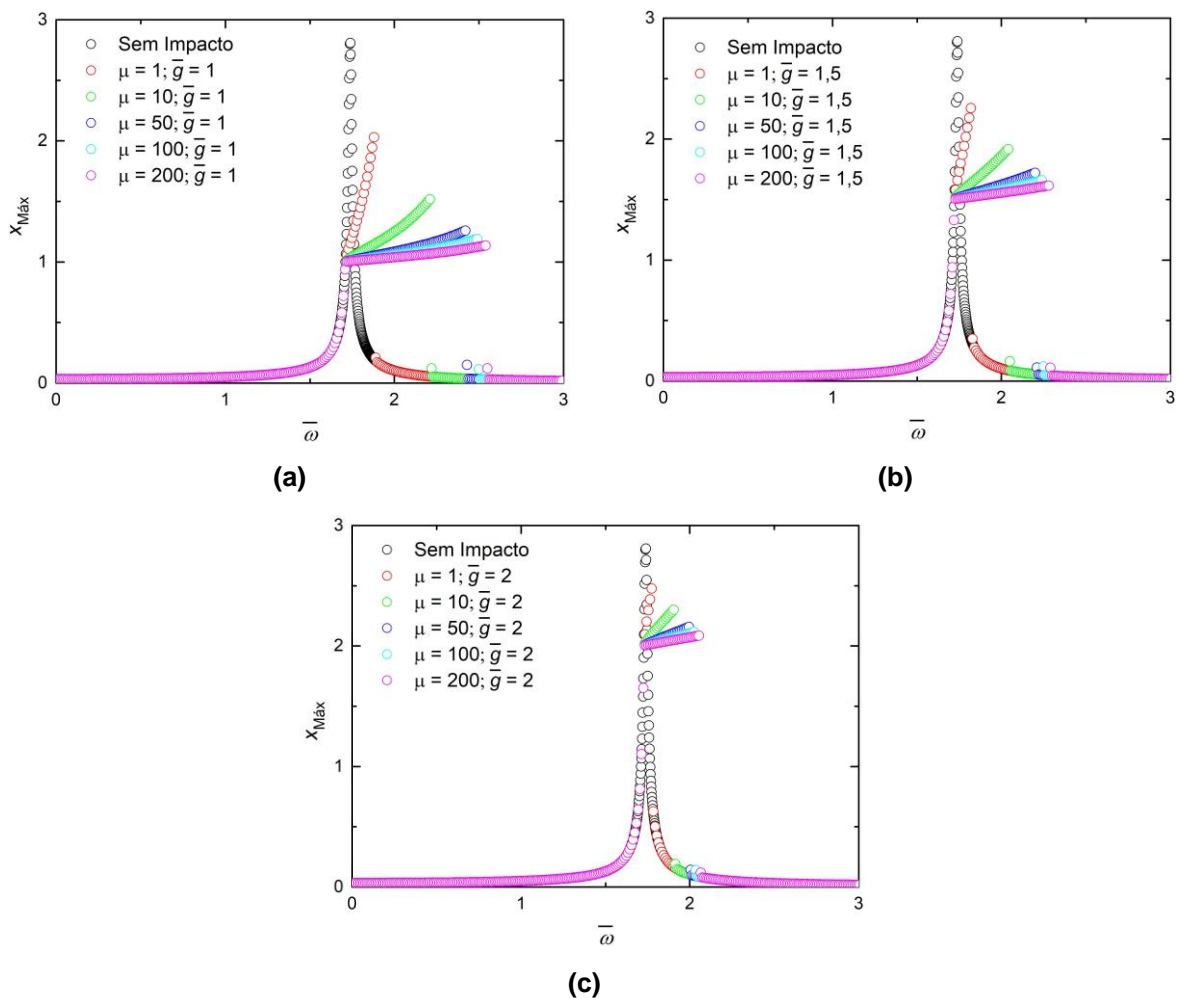 3
Sem Impacto
μ = 1; g̅ = 1
μ = 10; g̅ = 1
μ = 50; g̅ = 1
μ = 100; g̅ = 1
μ = 200; g̅ = 1
2
xMáx
1
0
0 1 2 3
ω̅
(a)
3
Sem Impacto
μ = 1; g̅ = 1,5
μ = 10; g̅ = 1,5
μ = 50; g̅ = 1,5
μ = 100; g̅ = 1,5
μ = 200; g̅ = 1,5
2
xMáx
1
0
0 1 2 3
ω̅
(b)
3
Sem Impacto
μ = 1; g̅ = 2
μ = 10; g̅ = 2
μ = 50; g̅ = 2
μ = 100; g̅ = 2
μ = 200; g̅ = 2
2
xMáx
1
0
0 1 2 3
ω̅
(c)